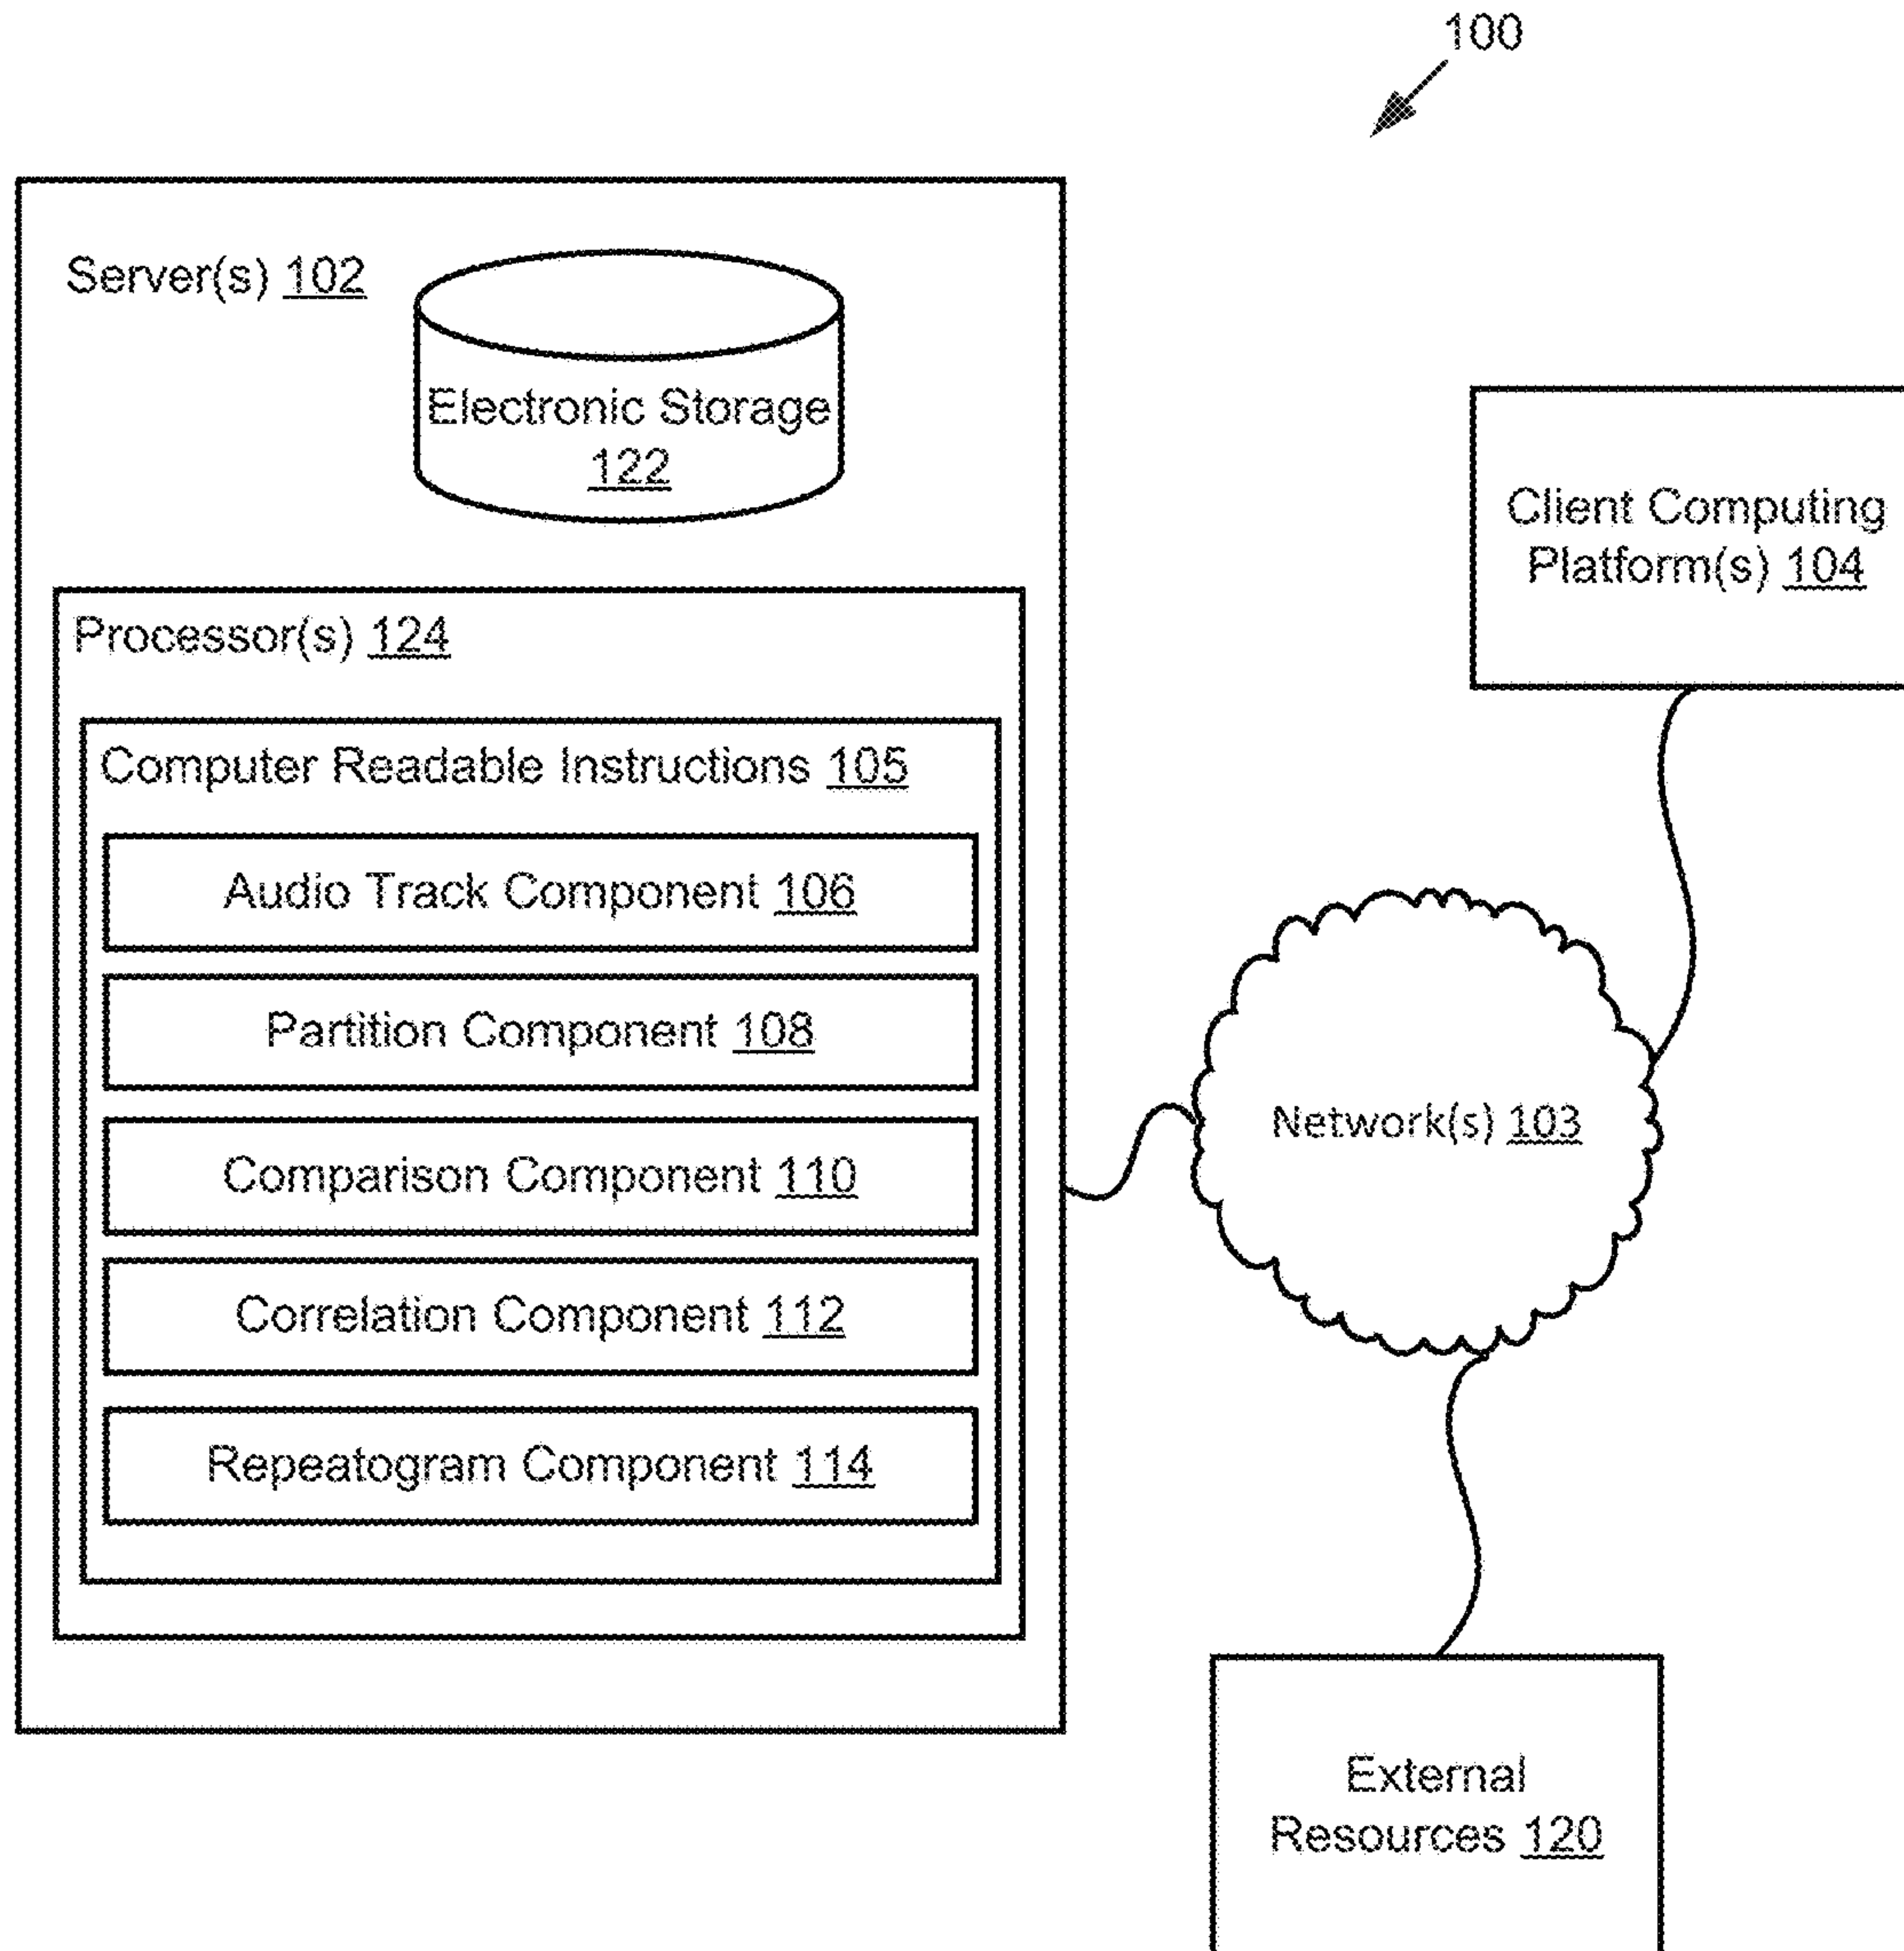 100
Server(s) 102
Electronic Storage
122
Processor(s) 124
Computer Readable Instructions 105
Audio Track Component 106
Partition Component 108
Comparison Component 110
Correlation Component 112
Repeatogram Component 114
Client Computing
Platform(s) 104
Network(s) 103
External
Resources 120